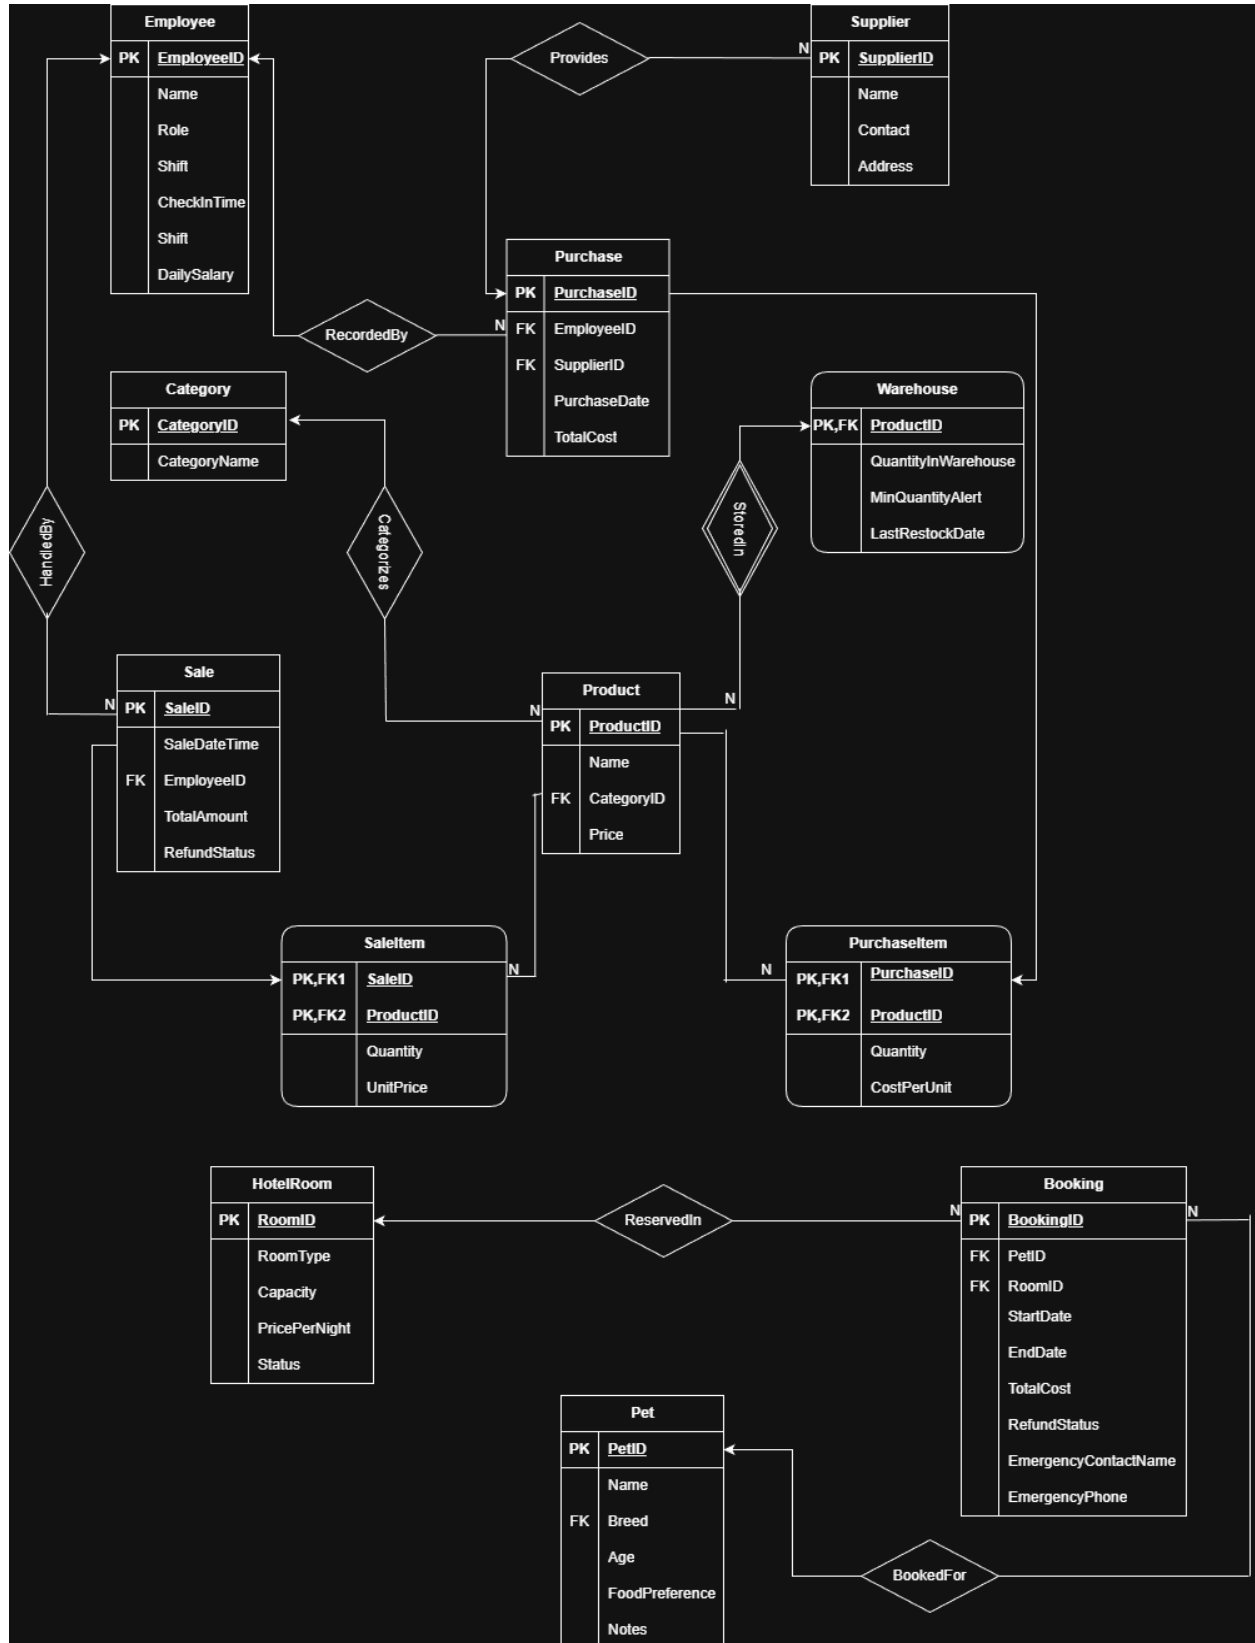 Employee
PK EmployeeID
Name
Role
Shift
CheckInTime
Shift
DailySalary
Provides
N
Supplier
PK SupplierID
Name
Contact
Address
Purchase
PK PurchaseID
FK EmployeeID
FK SupplierID
PurchaseDate
TotalCost
RecordedBy
N
Category
PK CategoryID
CategoryName
Warehouse
PK,FK ProductID
QuantityInWarehouse
MinQuantityAlert
LastRestockDate
HandledBy
Categorizes
StoredIn
Sale
N
PK SaleID
SaleDateTime
FK EmployeeID
TotalAmount
RefundStatus
Product
N
N
PK ProductID
Name
FK CategoryID
Price
SaleItem
PK,FK1 SaleID
PK,FK2 ProductID
Quantity
UnitPrice
N
N
PurchaseItem
PK,FK1 PurchaseID
PK,FK2 ProductID
Quantity
CostPerUnit
HotelRoom
PK RoomID
RoomType
Capacity
PricePerNight
Status
ReservedIn
N
Booking
N
PK BookingID
FK PetID
FK RoomID
StartDate
EndDate
TotalCost
RefundStatus
EmergencyContactName
EmergencyPhone
Pet
PK PetID
Name
FK Breed
Age
FoodPreference
Notes
BookedFor